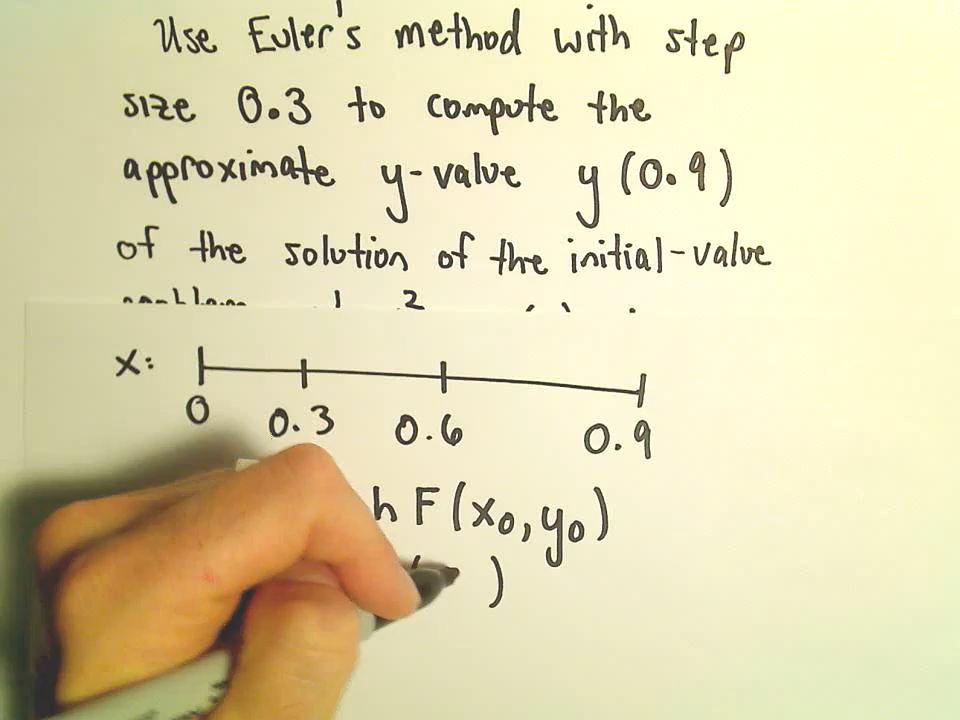 Use Euler's method with step
size 0.3 to compute the
approximate y-value y(0.9)
of the solution of the initial-value
x:
0 0.3 0.6 0.9
h F(x₀, y₀)
( )